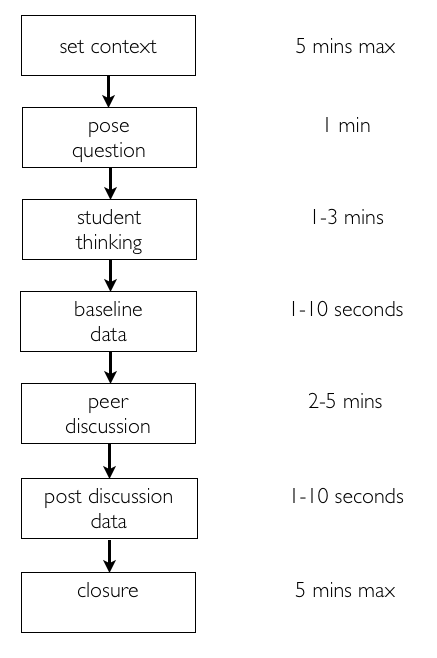 set context
5 mins max
pose
question
1 min
student
thinking
1-3 mins
baseline
data
1-10 seconds
peer
discussion
2-5 mins
post discussion
data
1-10 seconds
closure
5 mins max